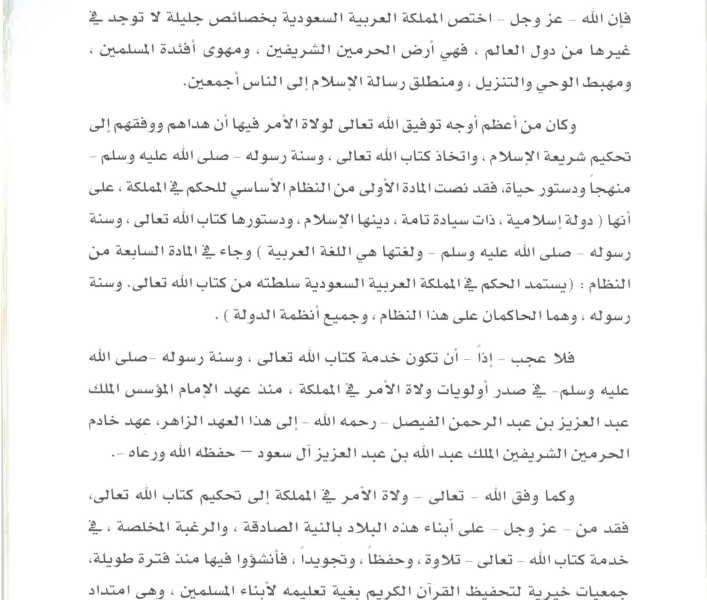 فإن الله - عز وجل - اختص المملكة العربية السعودية بخصائص جليلة لا توجد في
غيرها من دول العالم ، فهي أرض الحرمين الشريفين ، ومهوى أفئدة المسلمين ،
ومهبط الوحي والتنزيل ، ومنطلق رسالة الإسلام إلى الناس أجمعين.
وكان من أعظم أوجه توفيق الله تعالى لولاة الأمر فيها أن هداهم ووفقهم إلى
تحكيم شريعة الإسلام ، واتخاذ كتاب الله تعالى ، وسنة رسوله - صلى الله عليه وسلم -
منهجاً ودستور حياة، فقد نصت المادة الأولى من النظام الأساسي للحكم في المملكة ، على
أنها ( دولة إسلامية ، ذات سيادة تامة ، دينها الإسلام ، ودستورها كتاب الله تعالى ، وسنة
رسوله - صلى الله عليه وسلم - ولغتها هي اللغة العربية ) وجاء في المادة السابعة من
النظام : (يستمد الحكم في المملكة العربية السعودية سلطته من كتاب الله تعالى. وسنة
رسوله ، وهما الحاكمان على هذا النظام ، وجميع أنظمة الدولة ) .
فلا عجب - إذاً - أن تكون خدمة كتاب الله تعالى ، وسنة رسوله -صلى الله
عليه وسلم- في صدر أولويات ولاة الأمر في المملكة ، منذ عهد الإمام المؤسس الملك
عبد العزيز بن عبد الرحمن الفيصل - رحمه الله - إلى هذا العهد الزاهر، عهد خادم
الحرمين الشريفين الملك عبد الله بن عبد العزيز آل سعود – حفظه الله ورعاه -.
وكما وفق الله - تعالى - ولاة الأمر في المملكة إلى تحكيم كتاب الله تعالى،
فقد من - عز وجل - على أبناء هذه البلاد بالنية الصادقة ، والرغبة المخلصة ، في
خدمة كتاب الله - تعالى - تلاوة ، وحفظاً ، وتجويداً ، فأنشؤوا فيها منذ فترة طويلة،
جمعيات خيرية لتحفيظ القرآن الكريم بغية تعليمه لأبناء المسلمين ، وهي امتداد